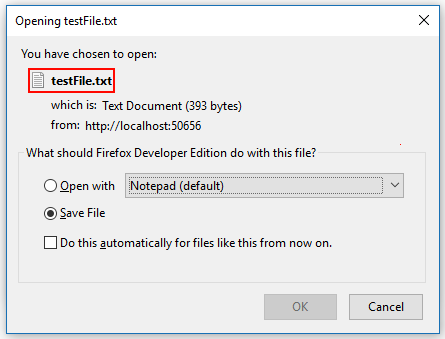 Opening testFile.txt
You have chosen to open:
testFile.txt
which is: Text Document (393 bytes)
from: http://localhost:50656
What should Firefox Developer Edition do with this file?
Open with Notepad (default)
Save File
Do this automatically for files like this from now on.
OK Cancel